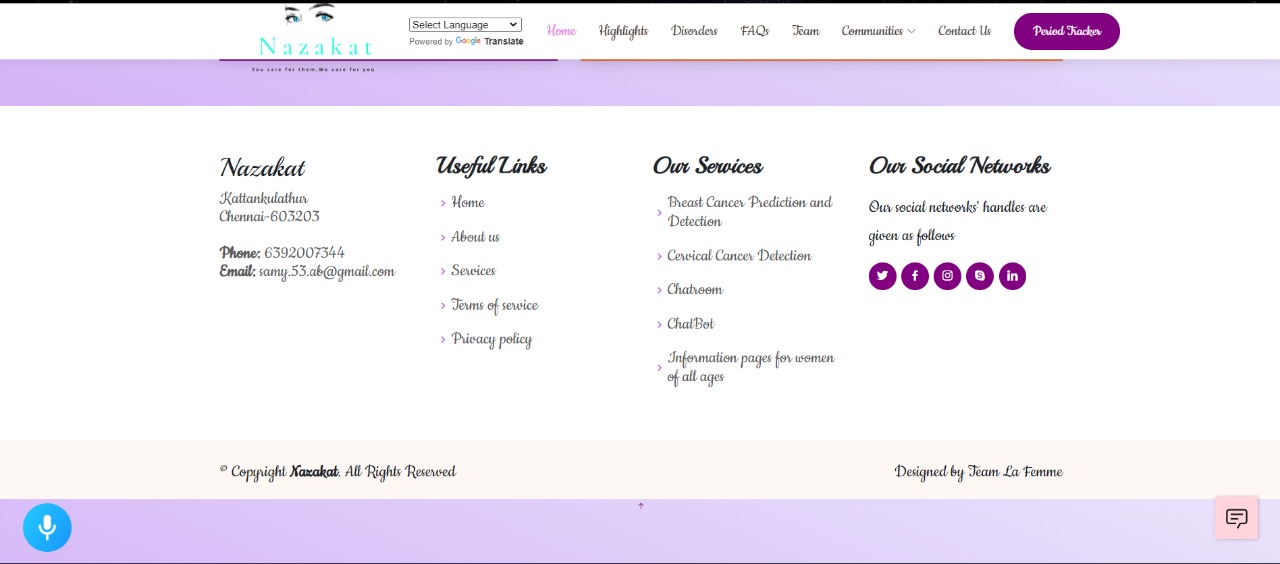 Nazakat
You care for them,We care for you
Select Language
Powered by Google Translate
Home
Highlights
Disorders
FAQs
Team
Communities
Contact Us
Period Tracker
Nazakat
Kattankulathur
Chennai-603203
Phone: 6392007344
Email: samy.53.ab@gmail.com
Useful Links
Home
About us
Services
Terms of service
Privacy policy
Our Services
Breast Cancer Prediction and
Detection
Cervical Cancer Detection
Chatroom
ChatBot
Information pages for women
of all ages
Our Social Networks
Our social networks' handles are
given as follows
© Copyright Nazakat. All Rights Reserved
Designed by Team La Femme